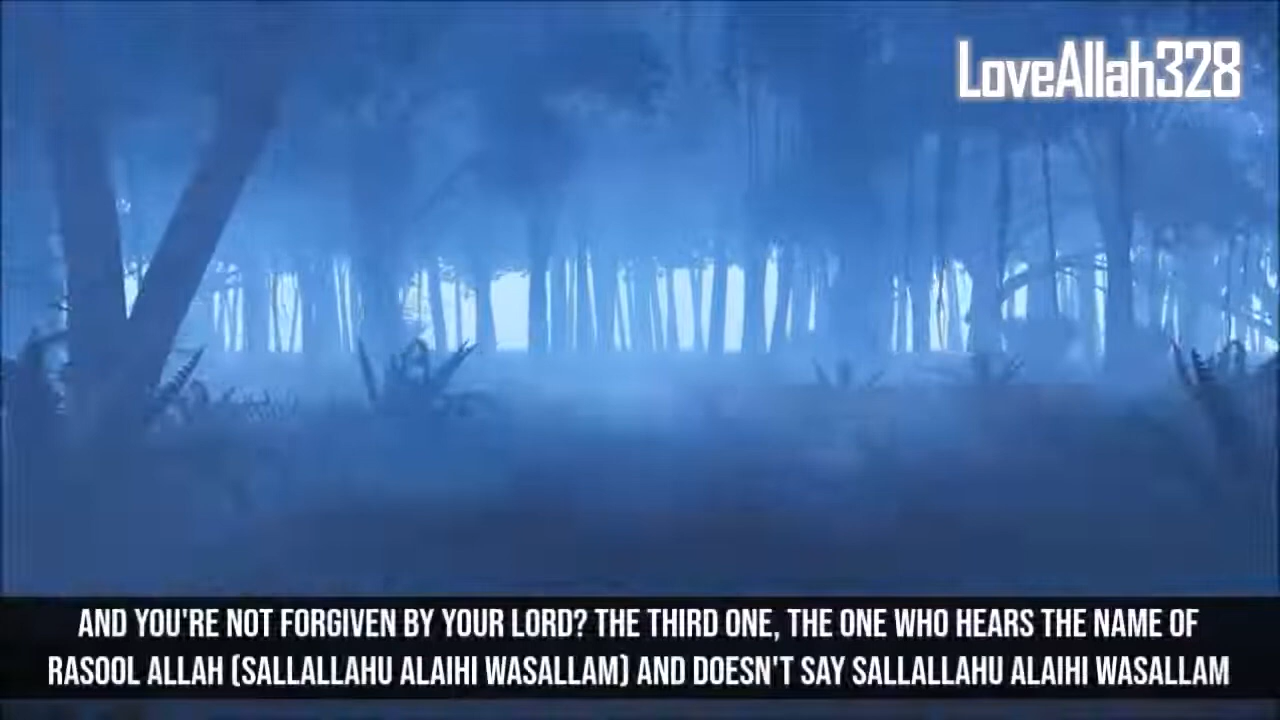 LoveAllah328
AND YOU'RE NOT FORGIVEN BY YOUR LORD? THE THIRD ONE, THE ONE WHO HEARS THE NAME OF
RASOOL ALLAH (SALLALLAHU ALAIHI WASALLAM) AND DOESN'T SAY SALLALLAHU ALAIHI WASALLAM